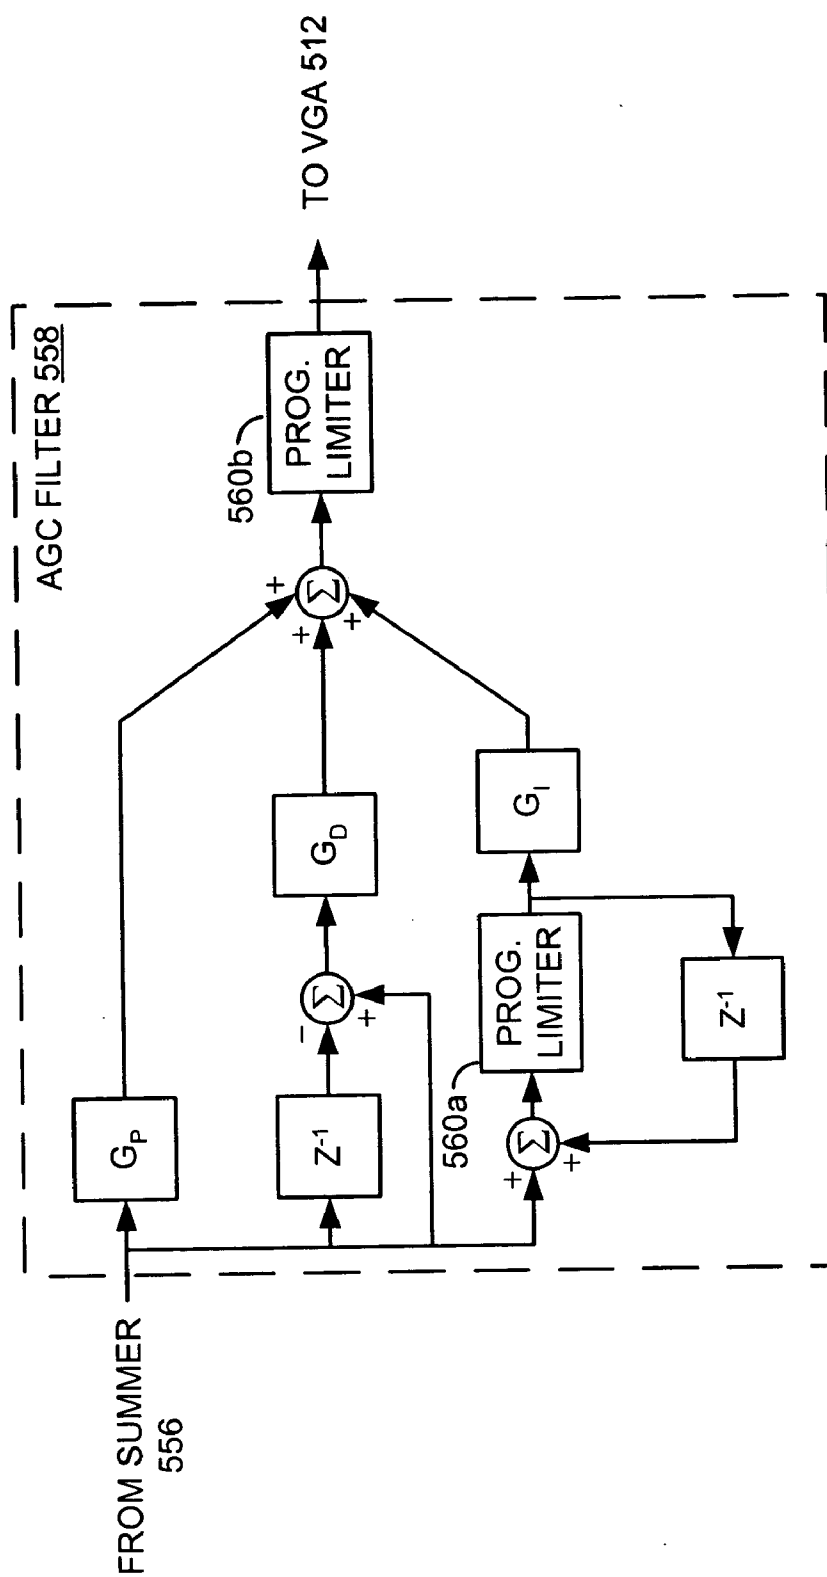 AGC FILTER 558
FROM SUMMER
556
G_P
Z^-1
−
+
Σ
G_D
+
+
Σ
560a
PROG.
LIMITER
Z^-1
G_I
+
+
+
Σ
560b
PROG.
LIMITER
TO VGA 512